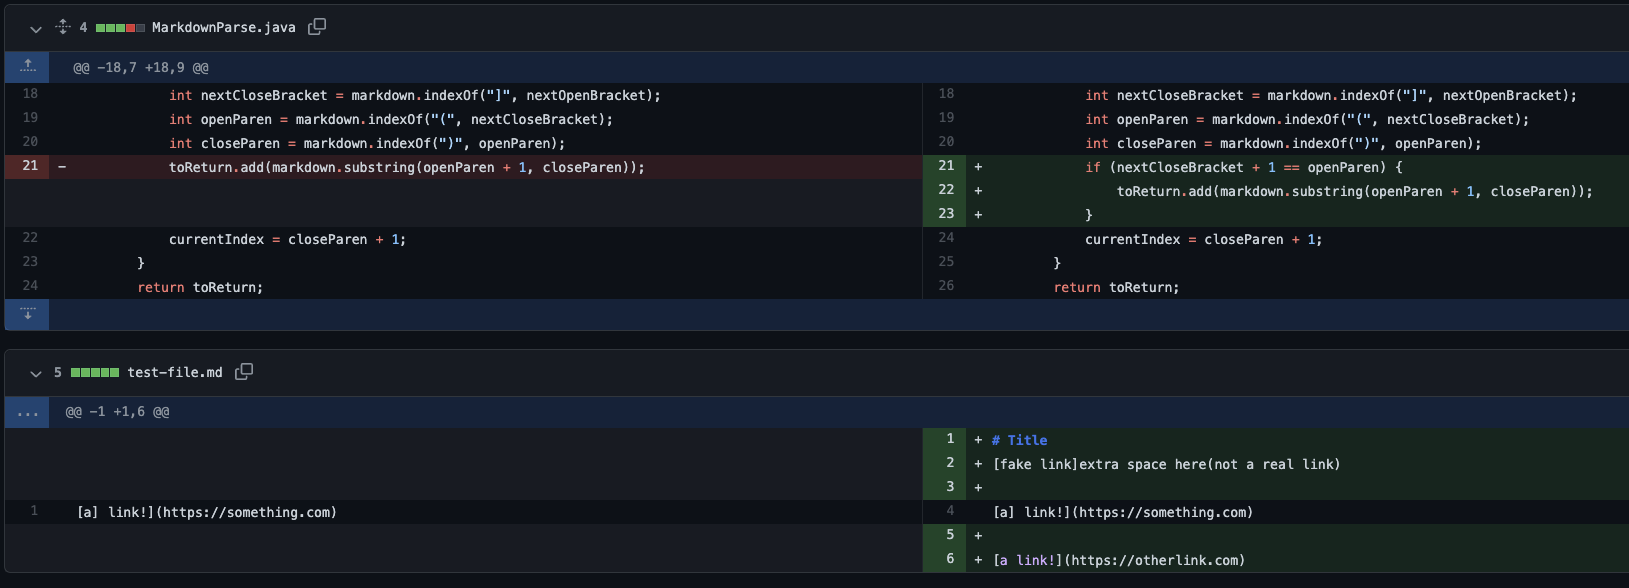 4 MarkdownParse.java
@@ -18,7 +18,9 @@
18 int nextCloseBracket = markdown.indexOf("]", nextOpenBracket);
19 int openParen = markdown.indexOf("(", nextCloseBracket);
20 int closeParen = markdown.indexOf(")", openParen);
21 - toReturn.add(markdown.substring(openParen + 1, closeParen));
22 currentIndex = closeParen + 1;
23 }
24 return toReturn;
18 int nextCloseBracket = markdown.indexOf("]", nextOpenBracket);
19 int openParen = markdown.indexOf("(", nextCloseBracket);
20 int closeParen = markdown.indexOf(")", openParen);
21 + if (nextCloseBracket + 1 == openParen) {
22 + toReturn.add(markdown.substring(openParen + 1, closeParen));
23 + }
24 currentIndex = closeParen + 1;
25 }
26 return toReturn;
5 test-file.md
... @@ -1 +1,6 @@
1 [a] link!](https://something.com)
1 + # Title
2 + [fake link]extra space here(not a real link)
3 +
4 [a] link!](https://something.com)
5 +
6 + [a link!](https://otherlink.com)